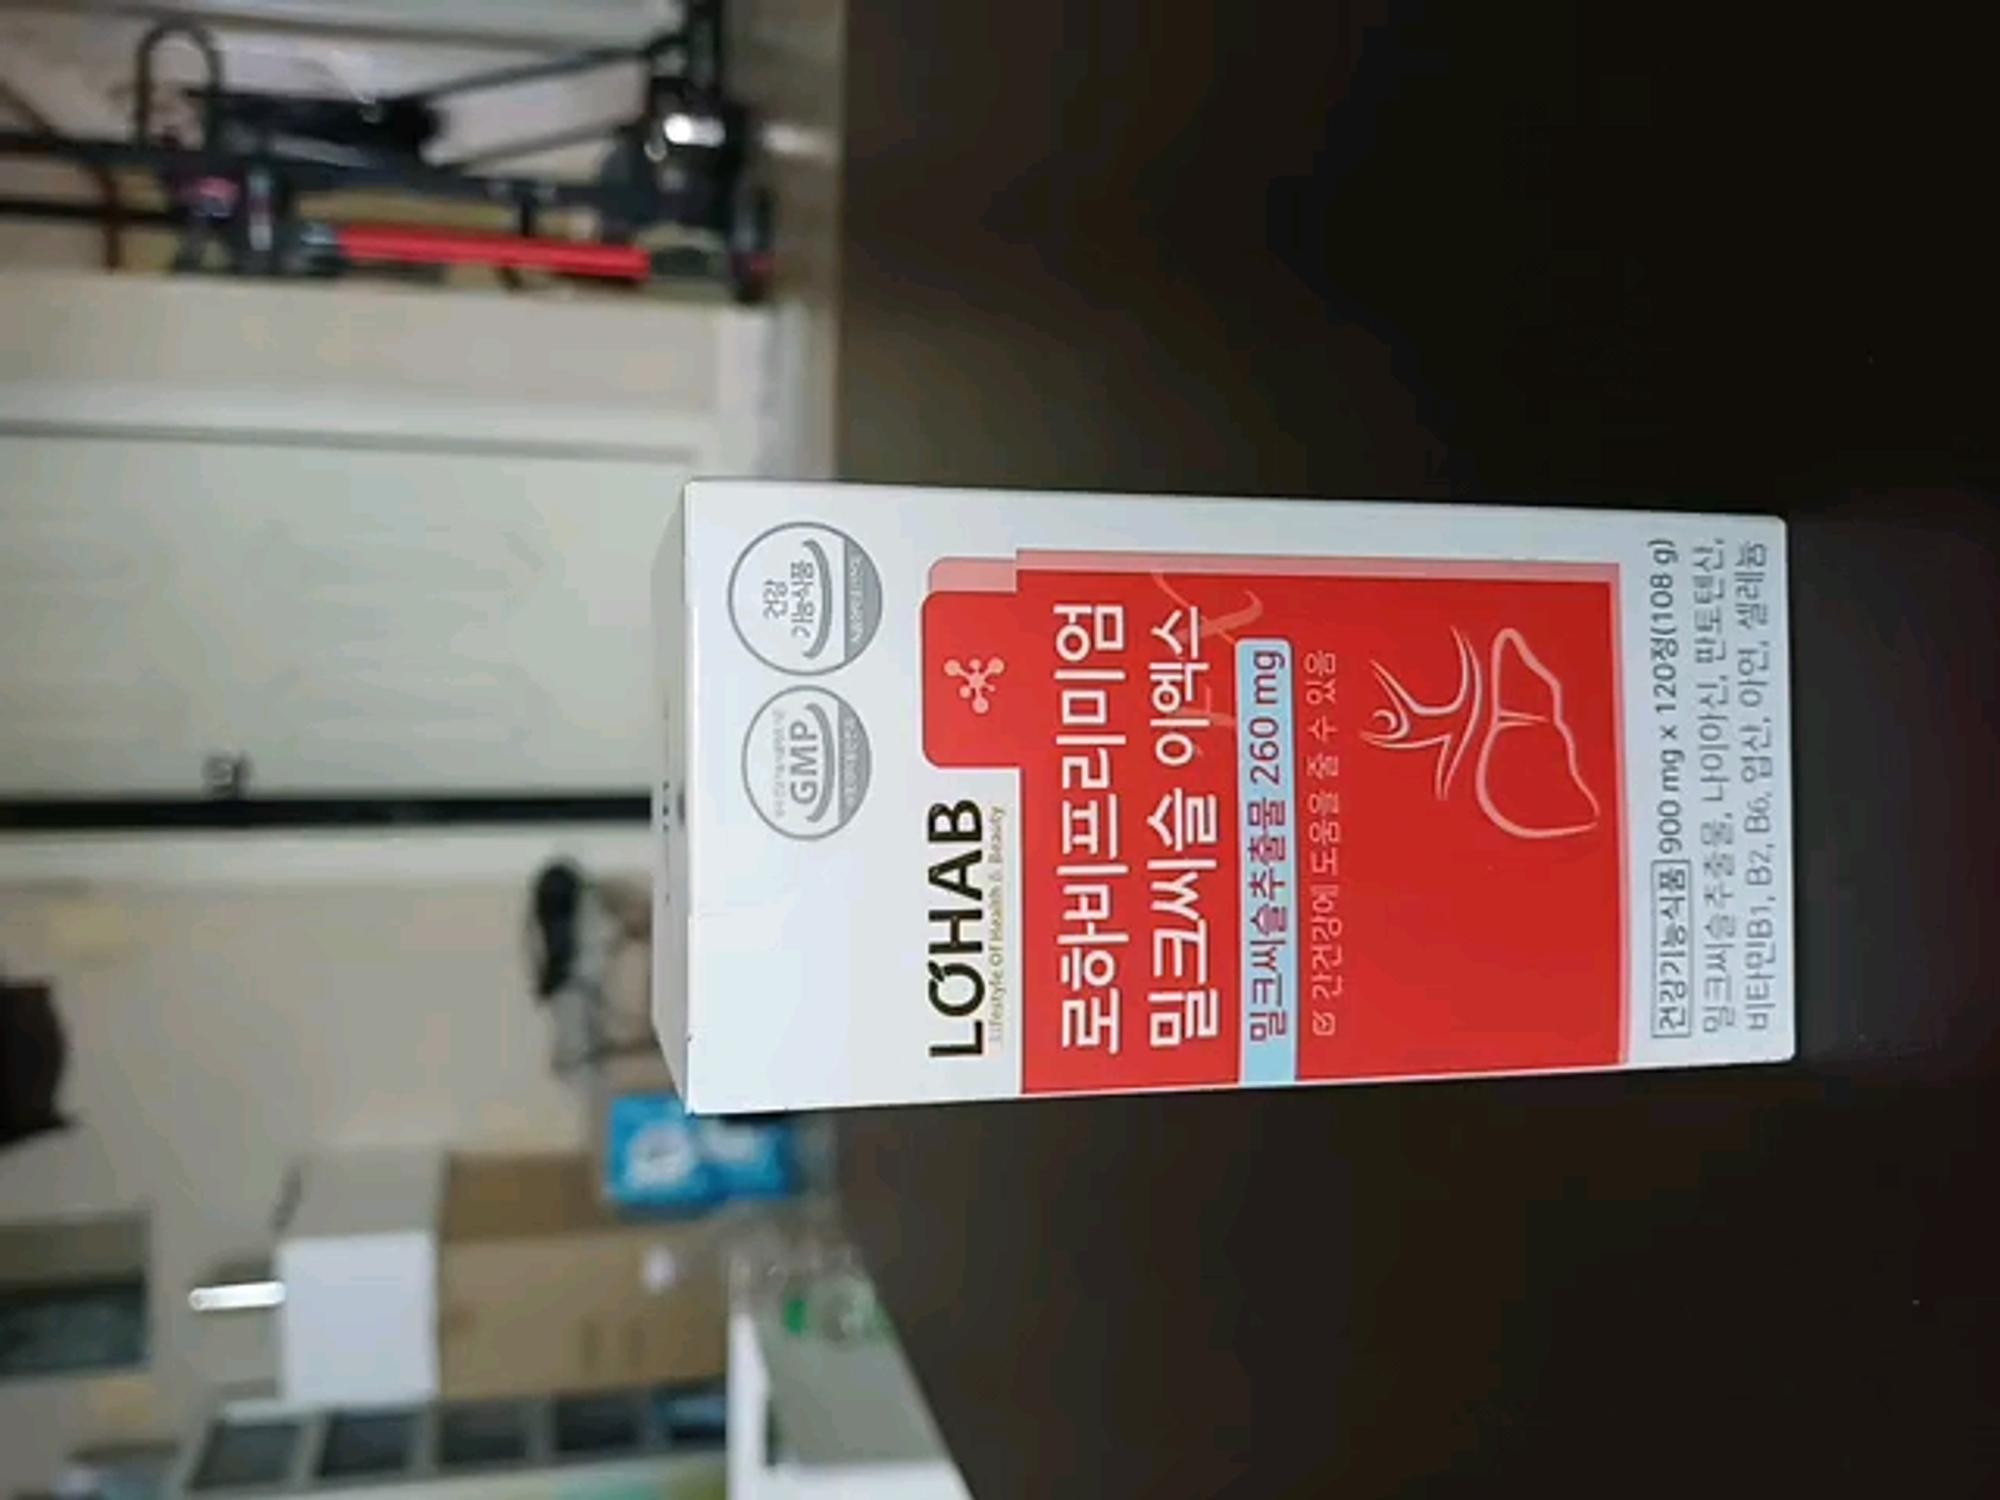 GMP
건강
기능식품
LOHAB
Lifestyle Of Health & Beauty
로하비프리미엄
밀크씨슬 이엑스
밀크씨슬추출물 260 mg
간건강에 도움을 줄 수 있음
건강기능식품 900 mg x 120정(108 g)
밀크씨슬추출물, 나이아신, 판토텐산,
비타민B1, B2, B6, 엽산, 아연, 셀레늄